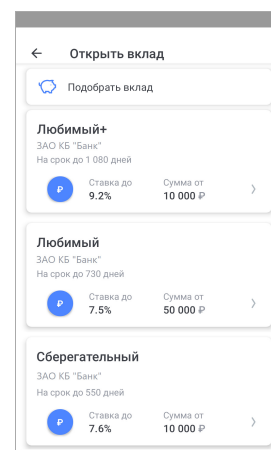 Открыть вклад
Подобрать вклад
Любимый+
ЗАО КБ "Банк"
На срок до 1 080 дней
Ставка до Сумма от
₽ 9.2% 10 000 ₽
Любимый
ЗАО КБ "Банк"
На срок до 730 дней
Ставка до Сумма от
₽ 7.5% 50 000 ₽
Сберегательный
ЗАО КБ "Банк"
На срок до 550 дней
Ставка до Сумма от
₽ 7.6% 10 000 ₽